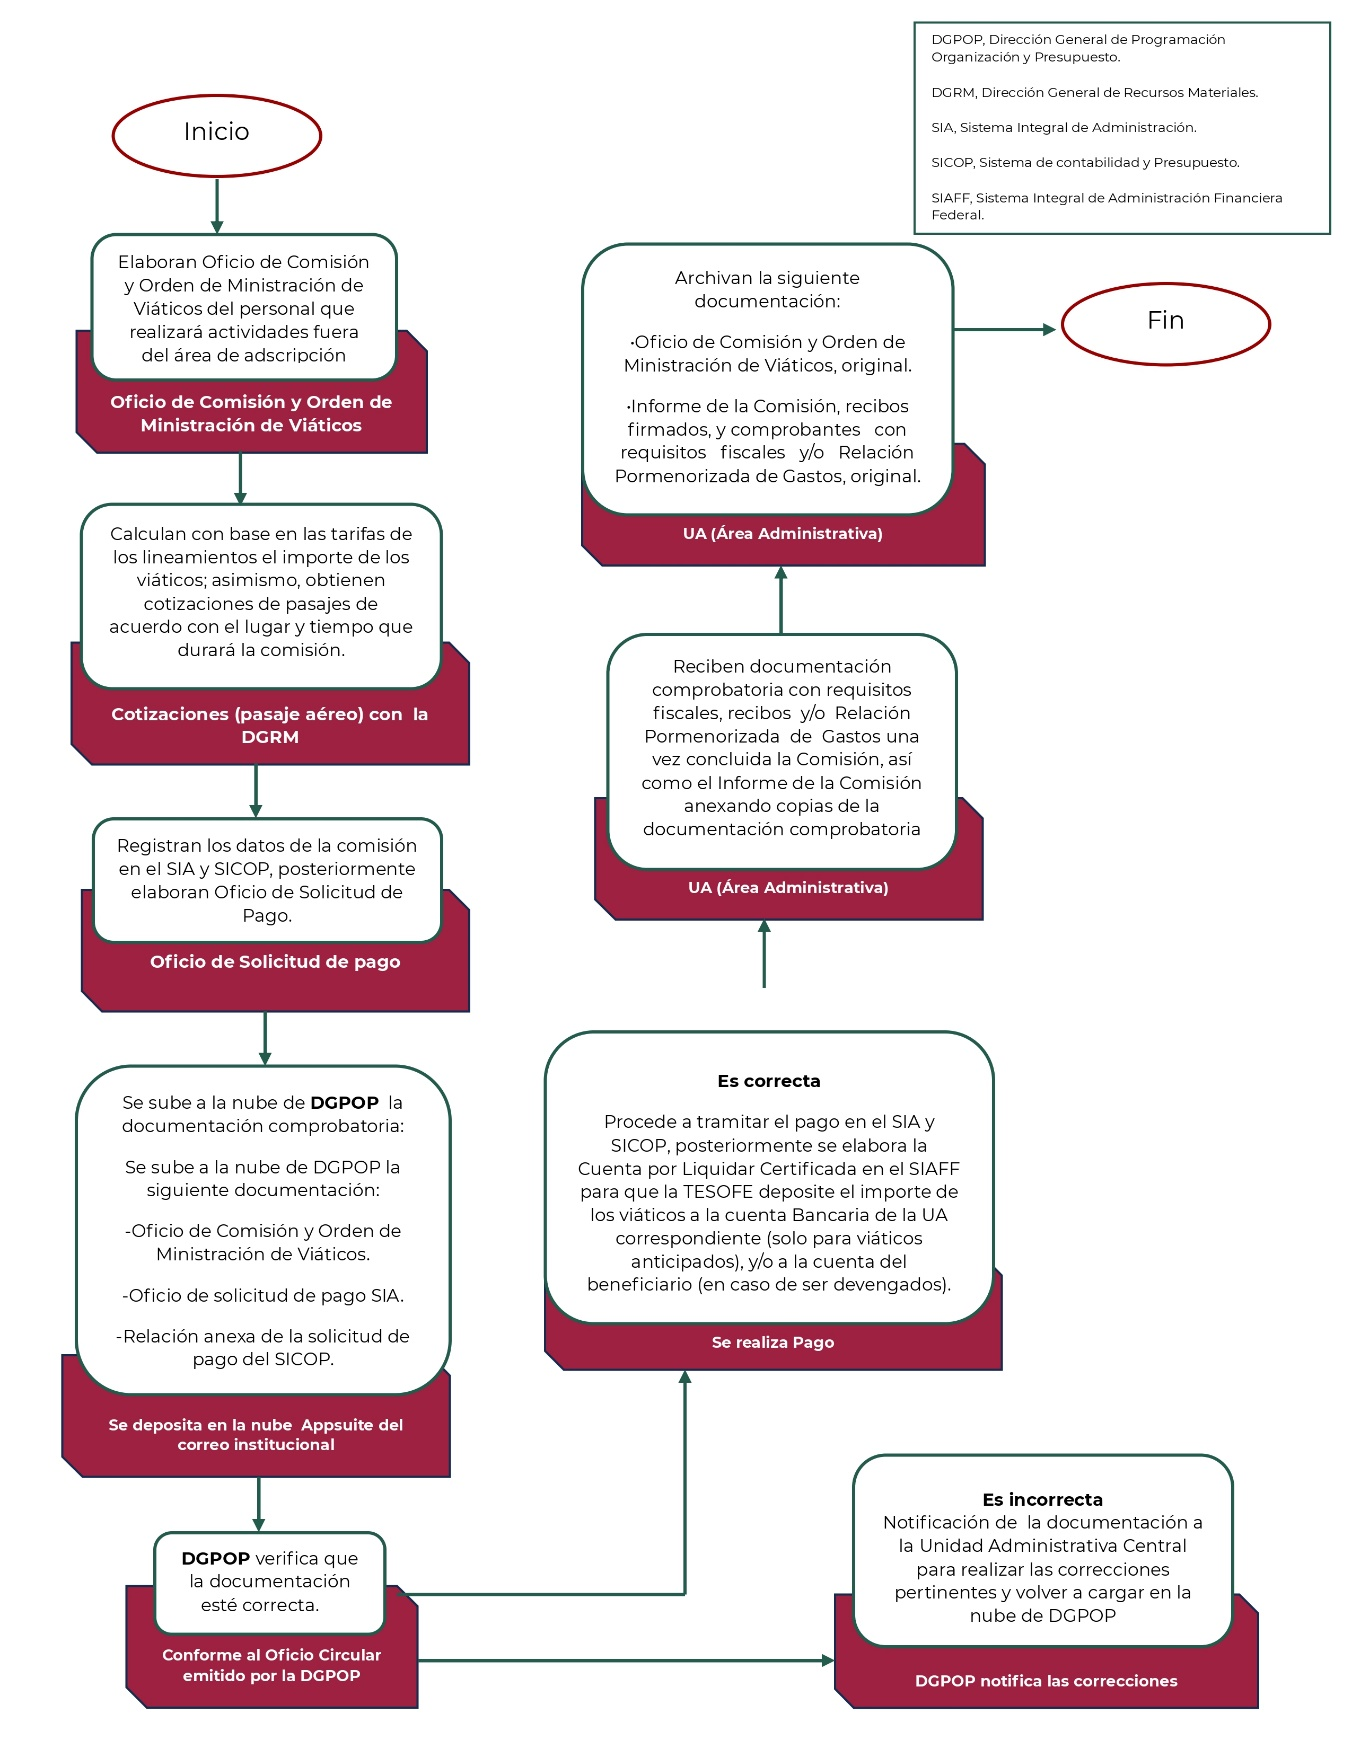 DGPOP, Dirección General de Programación
Organización y Presupuesto.
DGRM, Dirección General de Recursos Materiales.
SIA, Sistema Integral de Administración.
SICOP, Sistema de contabilidad y Presupuesto.
SIAFF, Sistema Integral de Administración Financiera
Federal.
Inicio
Elaboran Oficio de Comisión
y Orden de Ministración de
Viáticos del personal que
realizará actividades fuera
del área de adscripción
Oficio de Comisión y Orden de
Ministración de Viáticos
Calculan con base en las tarifas de
los lineamientos el importe de los
viáticos; asimismo, obtienen
cotizaciones de pasajes de
acuerdo con el lugar y tiempo que
durará la comisión.
Cotizaciones (pasaje aéreo) con la
DGRM
Registran los datos de la comisión
en el SIA y SICOP, posteriormente
elaboran Oficio de Solicitud de
Pago.
Oficio de Solicitud de pago
Se sube a la nube de DGPOP la
documentación comprobatoria:
Se sube a la nube de DGPOP la
siguiente documentación:
-Oficio de Comisión y Orden de
Ministración de Viáticos.
-Oficio de solicitud de pago SIA.
-Relación anexa de la solicitud de
pago del SICOP.
Se deposita en la nube Appsuite del
correo institucional
DGPOP verifica que
la documentación
esté correcta.
Conforme al Oficio Circular
emitido por la DGPOP
Es incorrecta
Notificación de la documentación a
la Unidad Administrativa Central
para realizar las correcciones
pertinentes y volver a cargar en la
nube de DGPOP
DGPOP notifica las correcciones
Es correcta
Procede a tramitar el pago en el SIA y
SICOP, posteriormente se elabora la
Cuenta por Liquidar Certificada en el SIAFF
para que la TESOFE deposite el importe de
los viáticos a la cuenta Bancaria de la UA
correspondiente (solo para viáticos
anticipados), y/o a la cuenta del
beneficiario (en caso de ser devengados).
Se realiza Pago
Reciben documentación
comprobatoria con requisitos
fiscales, recibos y/o Relación
Pormenorizada de Gastos una
vez concluida la Comisión, así
como el Informe de la Comisión
anexando copias de la
documentación comprobatoria
UA (Área Administrativa)
Archivan la siguiente
documentación:
•Oficio de Comisión y Orden de
Ministración de Viáticos, original.
•Informe de la Comisión, recibos
firmados, y comprobantes con
requisitos fiscales y/o Relación
Pormenorizada de Gastos, original.
UA (Área Administrativa)
Fin